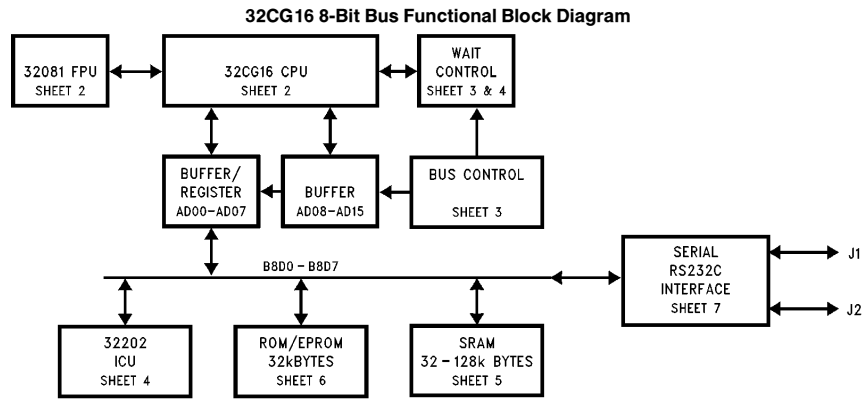 32CG16 8-Bit Bus Functional Block Diagram
32081 FPU
SHEET 2
32CG16 CPU
SHEET 2
WAIT
CONTROL
SHEET 3 & 4
BUFFER/
REGISTER
AD00-AD07
BUFFER
AD08-AD15
BUS CONTROL
SHEET 3
B8D0 - B8D7
SERIAL
RS232C
INTERFACE
SHEET 7
J1
J2
32202
ICU
SHEET 4
ROM/EPROM
32kBYTES
SHEET 6
SRAM
32 - 128k BYTES
SHEET 5